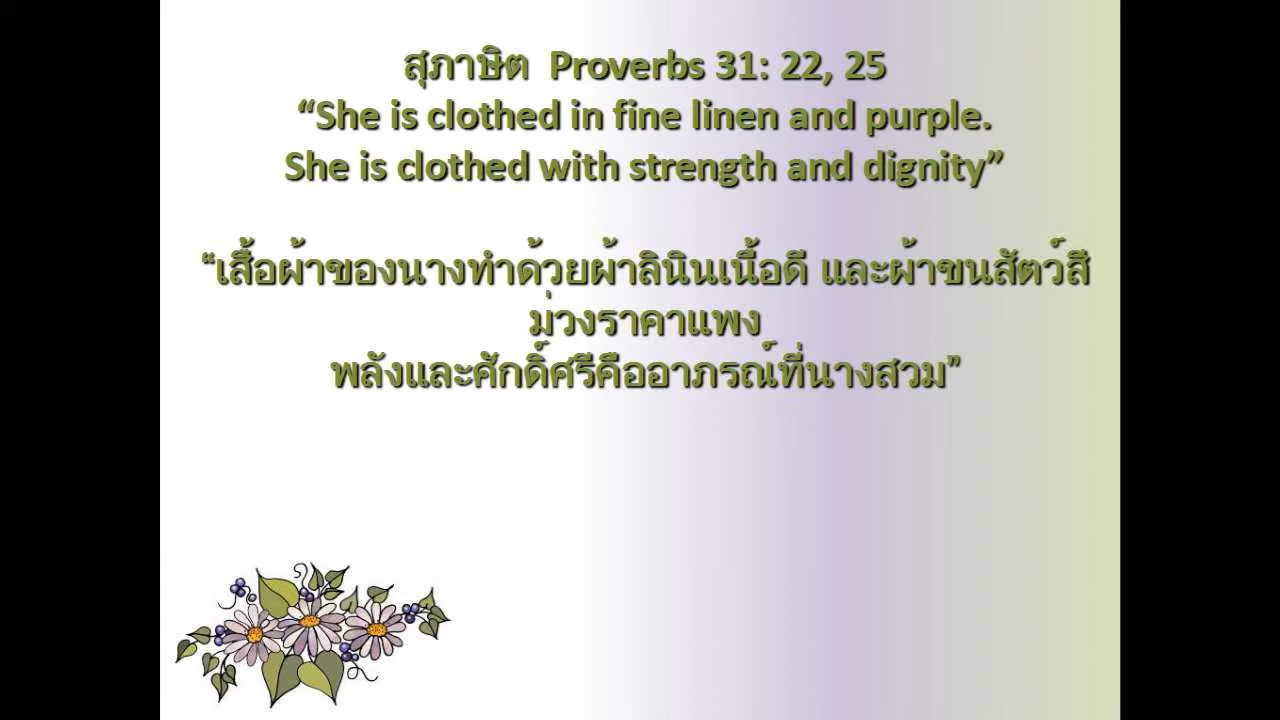 สุภาษิต Proverbs 31: 22, 25
“She is clothed in fine linen and purple.
She is clothed with strength and dignity”
“เสื้อผ้าของนางทำด้วยผ้าลินินเนื้อดี และผ้าขนสัตว์สี
ม่วงราคาแพง
พลังและศักดิ์ศรีคืออาภรณ์ที่นางสวม”